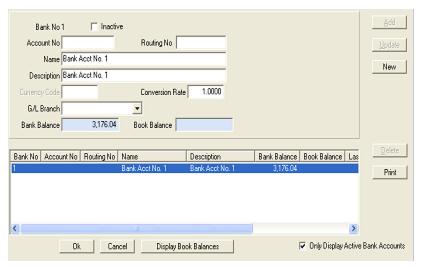 Bank No 1 Inactive
Account No Routing No
Name Bank Acct No. 1
Description Bank Acct No. 1
Currency Code Conversion Rate 1.0000
G/L Branch
Bank Balance 3,176.04 Book Balance
Add
Update
New
Bank No Account No Routing No Name Description Bank Balance Book Balance Las
1 Bank Acct No. 1 Bank Acct No. 1 3,176.04
Delete
Print
Ok Cancel Display Book Balances Only Display Active Bank Accounts